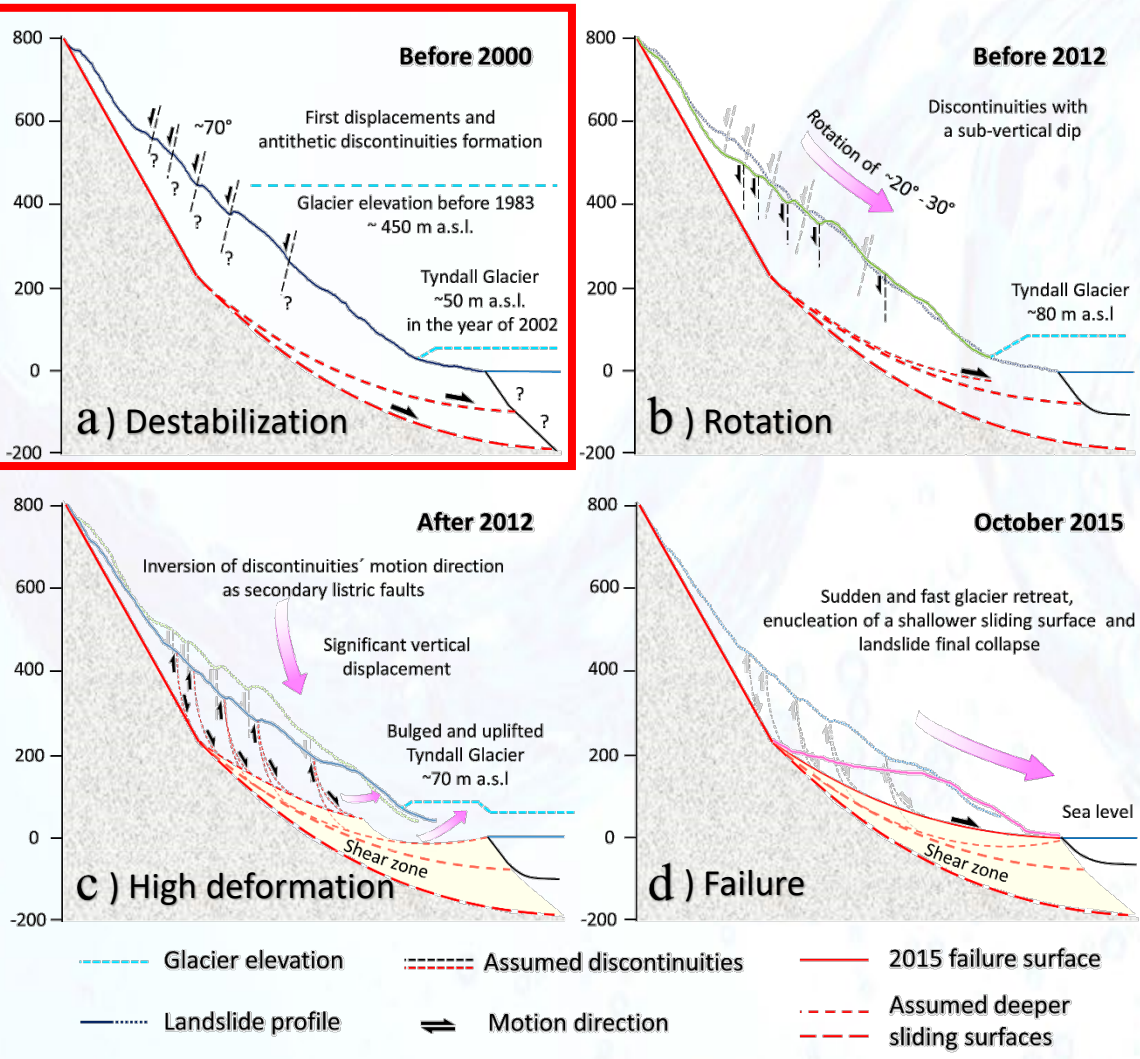 800
600
400
200
0
-200
Before 2000
~70°
First displacements and
antithetic discontinuities formation
Glacier elevation before 1983
~ 450 m a.s.l.
Tyndall Glacier
~50 m a.s.l.
in the year of 2002
?
?
?
?
?
?
?
a ) Destabilization
800
600
400
200
0
-200
Before 2012
Discontinuities with
a sub-vertical dip
Rotation of ~20° - 30°
Tyndall Glacier
~80 m a.s.l
b ) Rotation
800
600
400
200
0
-200
After 2012
Inversion of discontinuities´ motion direction
as secondary listric faults
Significant vertical
displacement
Bulged and uplifted
Tyndall Glacier
~70 m a.s.l
Shear zone
c ) High deformation
800
600
400
200
0
-200
October 2015
Sudden and fast glacier retreat,
enucleation of a shallower sliding surface and
landslide final collapse
Sea level
Shear zone
d ) Failure
Glacier elevation
Assumed discontinuities
2015 failure surface
Landslide profile
Motion direction
Assumed deeper
sliding surfaces